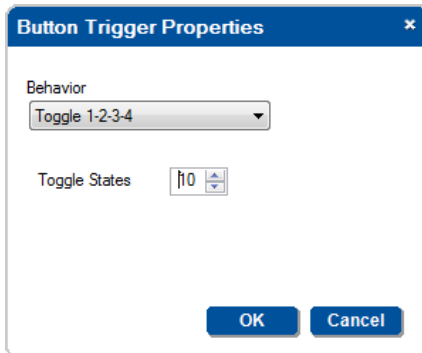 Button Trigger Properties
Behavior
Toggle 1-2-3-4
Toggle States 10
OK Cancel